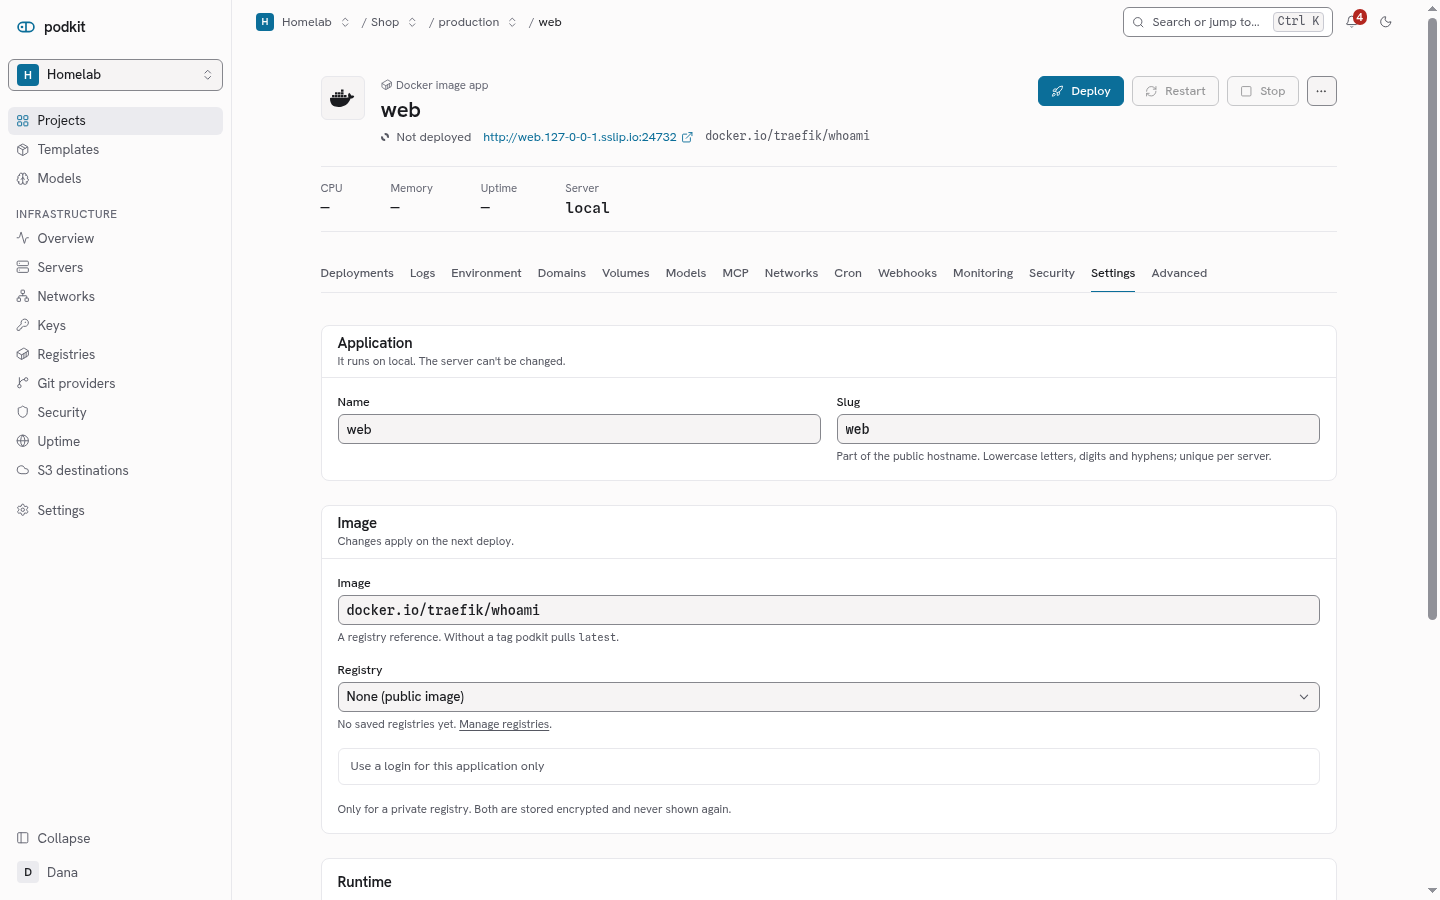 podkit
H Homelab
Projects
Templates
Models
INFRASTRUCTURE
Overview
Servers
Networks
Keys
Registries
Git providers
Security
Uptime
S3 destinations
Settings
Collapse
D Dana
H Homelab / Shop / production / web
Search or jump to... Ctrl K
4
Docker image app
web
Not deployed http://web.127-0-0-1.sslip.io:24732 docker.io/traefik/whoami
Deploy Restart Stop ...
CPU Memory Uptime Server
— — — local
Deployments Logs Environment Domains Volumes Models MCP Networks Cron Webhooks Monitoring Security Settings Advanced
Application
It runs on local. The server can't be changed.
Name Slug
web web
Part of the public hostname. Lowercase letters, digits and hyphens; unique per server.
Image
Changes apply on the next deploy.
Image
docker.io/traefik/whoami
A registry reference. Without a tag podkit pulls latest.
Registry
None (public image)
No saved registries yet. Manage registries.
Use a login for this application only
Only for a private registry. Both are stored encrypted and never shown again.
Runtime